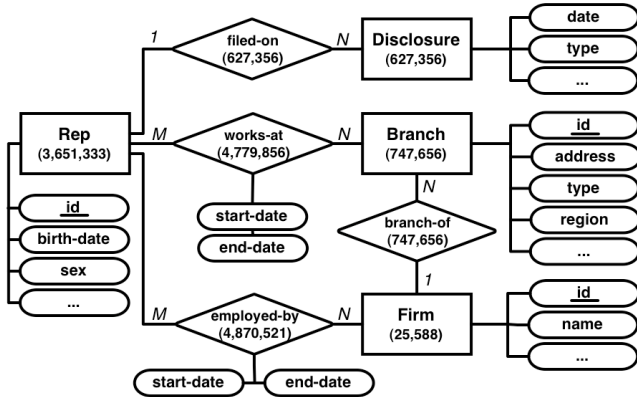 1
filed-on
(627,356)
N
Disclosure
(627,356)
date
type
...
Rep
(3,651,333)
M
works-at
(4,779,856)
N
Branch
(747,656)
id
address
type
region
...
id
birth-date
sex
...
start-date
end-date
N
branch-of
(747,656)
1
M
employed-by
(4,870,521)
N
Firm
(25,588)
id
name
...
start-date
end-date